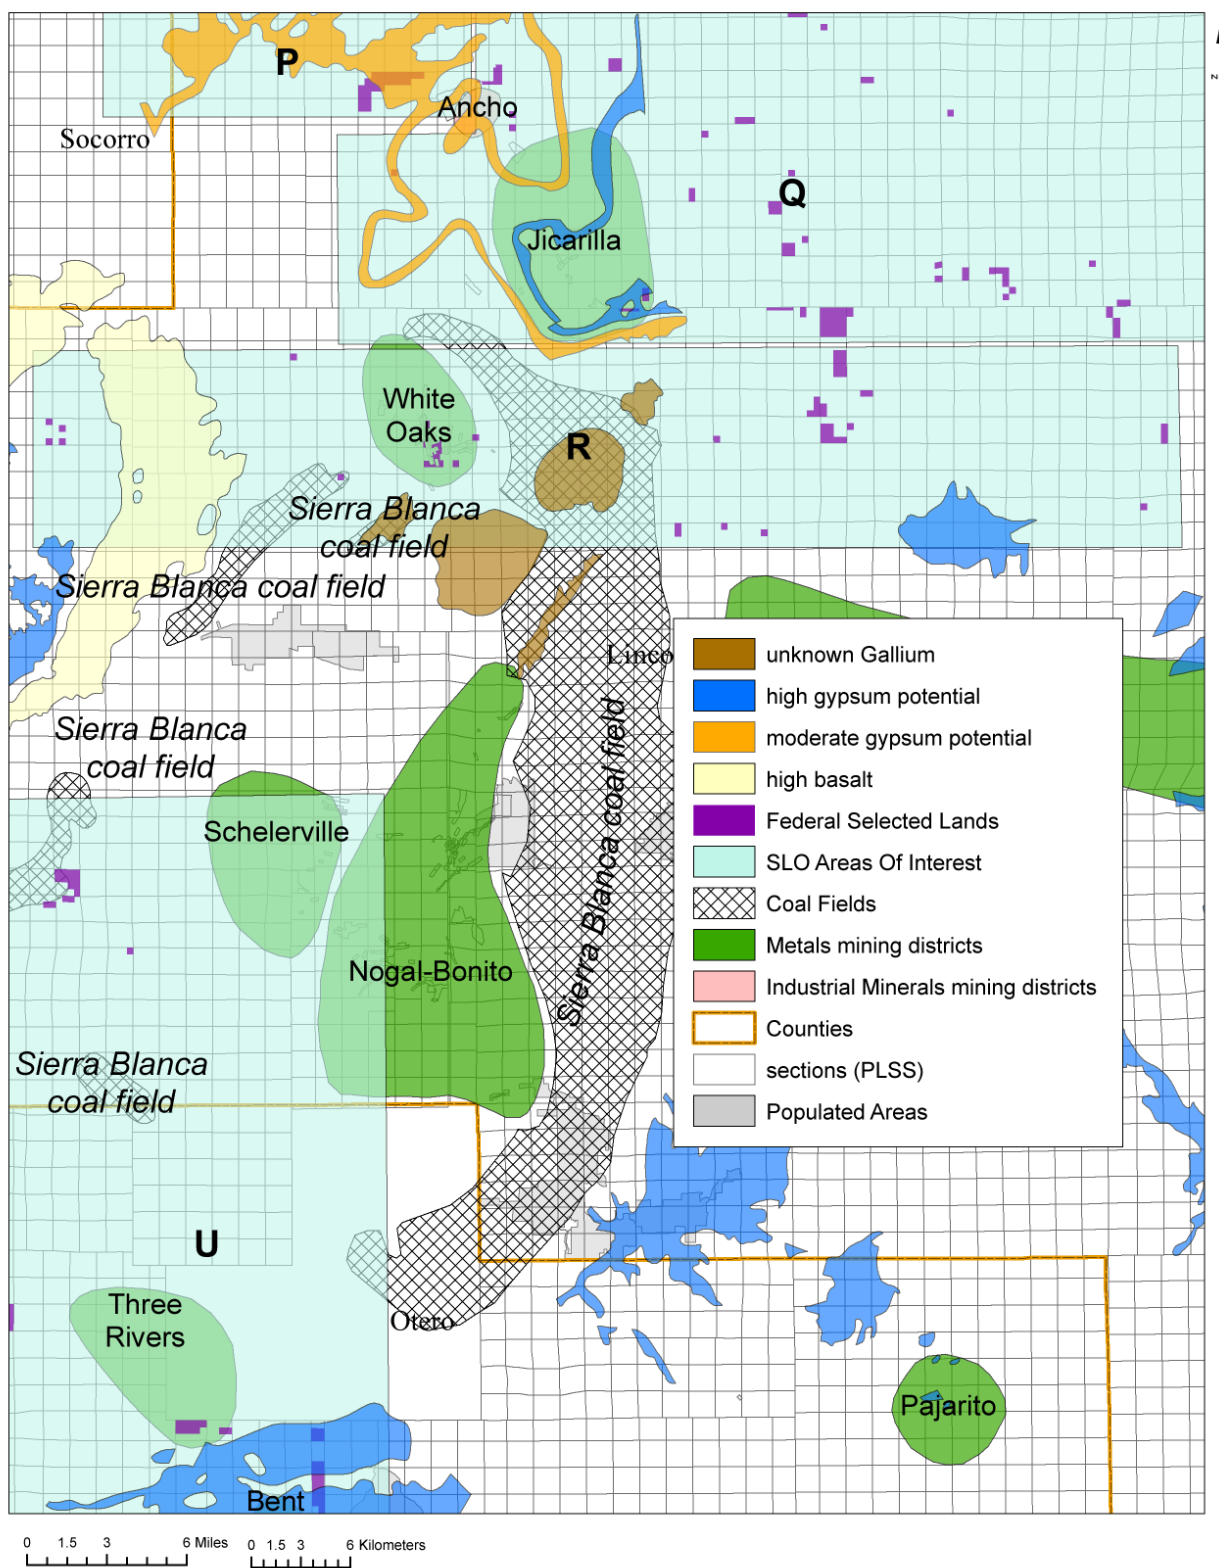 P
Ancho
Socorro
Q
Jicarilla
White
Oaks
R
Sierra Blanca
coal field
Sierra Blanca coal field
Linco
unknown Gallium
high gypsum potential
moderate gypsum potential
high basalt
Federal Selected Lands
SLO Areas Of Interest
Coal Fields
Metals mining districts
Industrial Minerals mining districts
Counties
sections (PLSS)
Populated Areas
Sierra Blanca
coal field
Sierra Blanca coal field
Schelerville
Nogal-Bonito
Sierra Blanca
coal field
U
Three
Rivers
Otero
Pajarito
Bent
0 1.5 3 6 Miles
0 1.5 3 6 Kilometers